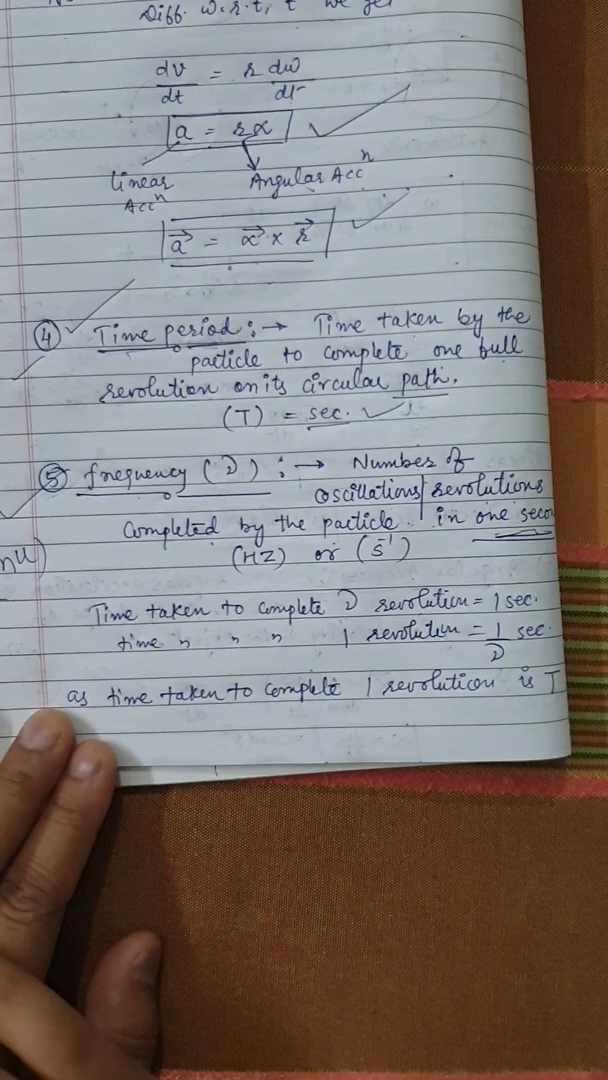 Diff. w.r.t, t we get
dv/dt = r dω/dt
a = rα
Linear Accⁿ Angular Accⁿ
a⃗ = α⃗ × r⃗
④ Time period :→ Time taken by the
particle to complete one full
revolution on its circular path.
(T) = sec.
⑤ frequency (ν) :→ Number of
oscillations/revolutions
Completed by the particle in one secon
nu)
(HZ) or (s⁻¹)
Time taken to complete ν revolution = 1 sec.
time " " " 1 revolution = 1/ν sec.
as time taken to complete 1 revolution is T